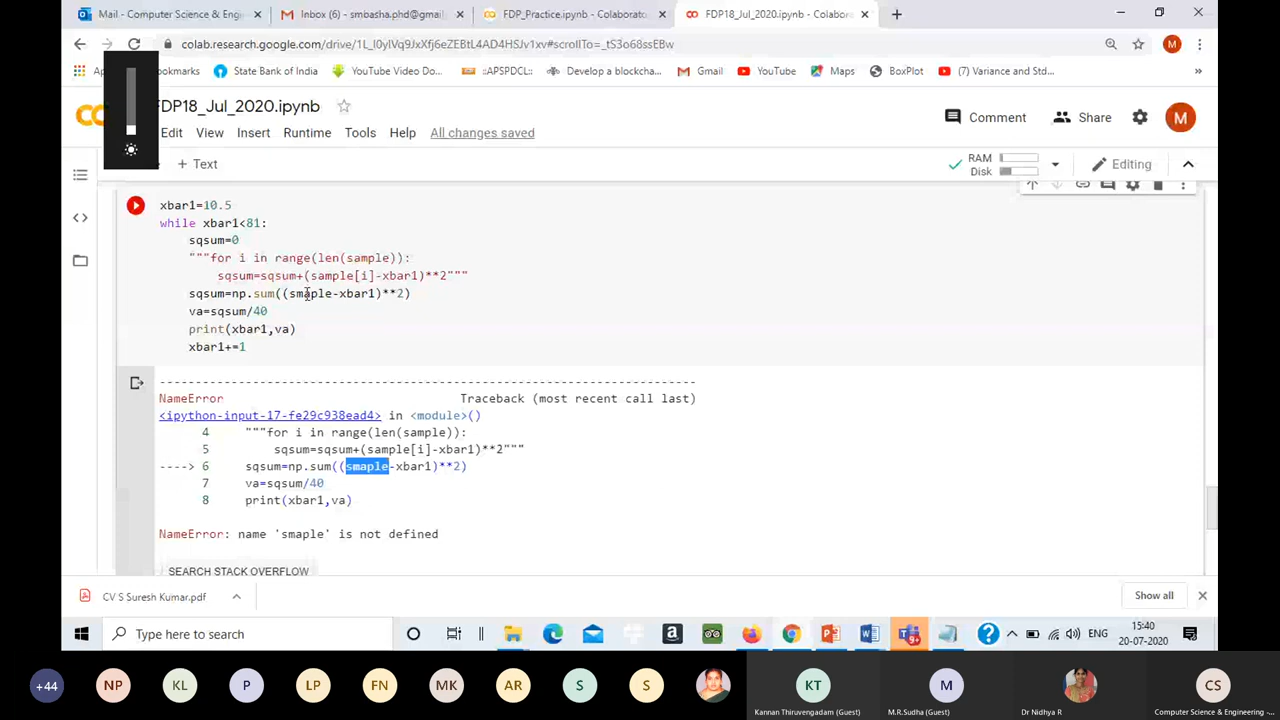 Mail - Computer Science & Engi
Inbox (6) - smbasha.phd@gmail
FDP_Practice.ipynb - Colaborato
FDP18_Jul_2020.ipynb - Colabora
colab.research.google.com/drive/1L_I0yIVq9JxXfj6eZEBtL4AD4HSJv1xv#scrollTo=_tS3o68ssEBw
Ap
okmarks
State Bank of India
YouTube Video Do...
::APSPDCL::
Develop a blockcha...
Gmail
YouTube
Maps
BoxPlot
(7) Variance and Std...
FDP18_Jul_2020.ipynb
Comment
Share
M
Edit View Insert Runtime Tools Help All changes saved
+ Text
RAM
Disk
Editing
xbar1=10.5
while xbar1<81:
sqsum=0
"""for i in range(len(sample)):
sqsum=sqsum+(sample[i]-xbar1)**2"""
sqsum=np.sum((smaple-xbar1)**2)
va=sqsum/40
print(xbar1,va)
xbar1+=1
---------------------------------------------------------------------------
NameError Traceback (most recent call last)
<ipython-input-17-fe29c938ead4> in <module>()
4 """for i in range(len(sample)):
5 sqsum=sqsum+(sample[i]-xbar1)**2"""
----> 6 sqsum=np.sum((smaple-xbar1)**2)
7 va=sqsum/40
8 print(xbar1,va)
NameError: name 'smaple' is not defined
SEARCH STACK OVERFLOW
CV S Suresh Kumar.pdf
Show all
Type here to search
9+
ENG
15:40
20-07-2020
+44 NP KL P LP FN MK AR S S KT M CS
Kannan Thiruvengadam (Guest)
M.R.Sudha (Guest)
Dr Nidhya R
Computer Science & Engineering -...